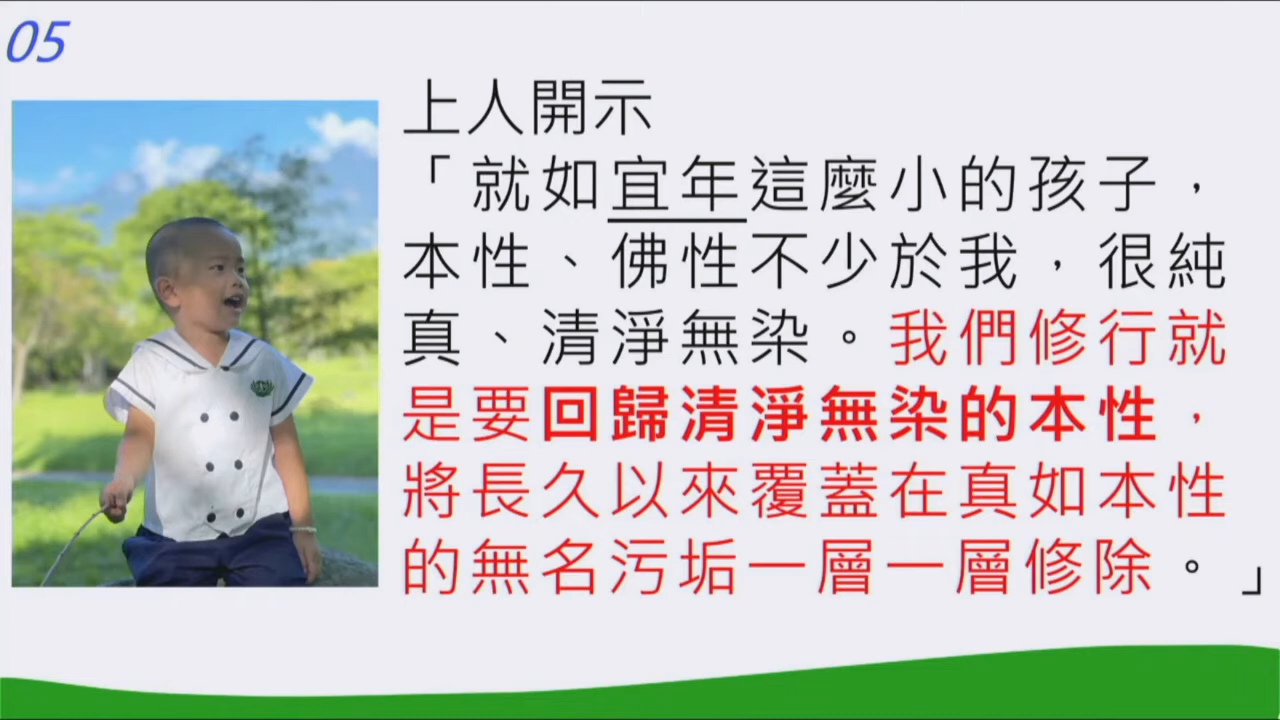 05
上人開示
「就如宜年這麼小的孩子，
本性、佛性不少於我，很純
真、清淨無染。我們修行就
是要回歸清淨無染的本性，
將長久以來覆蓋在真如本性
的無名污垢一層一層修除。」